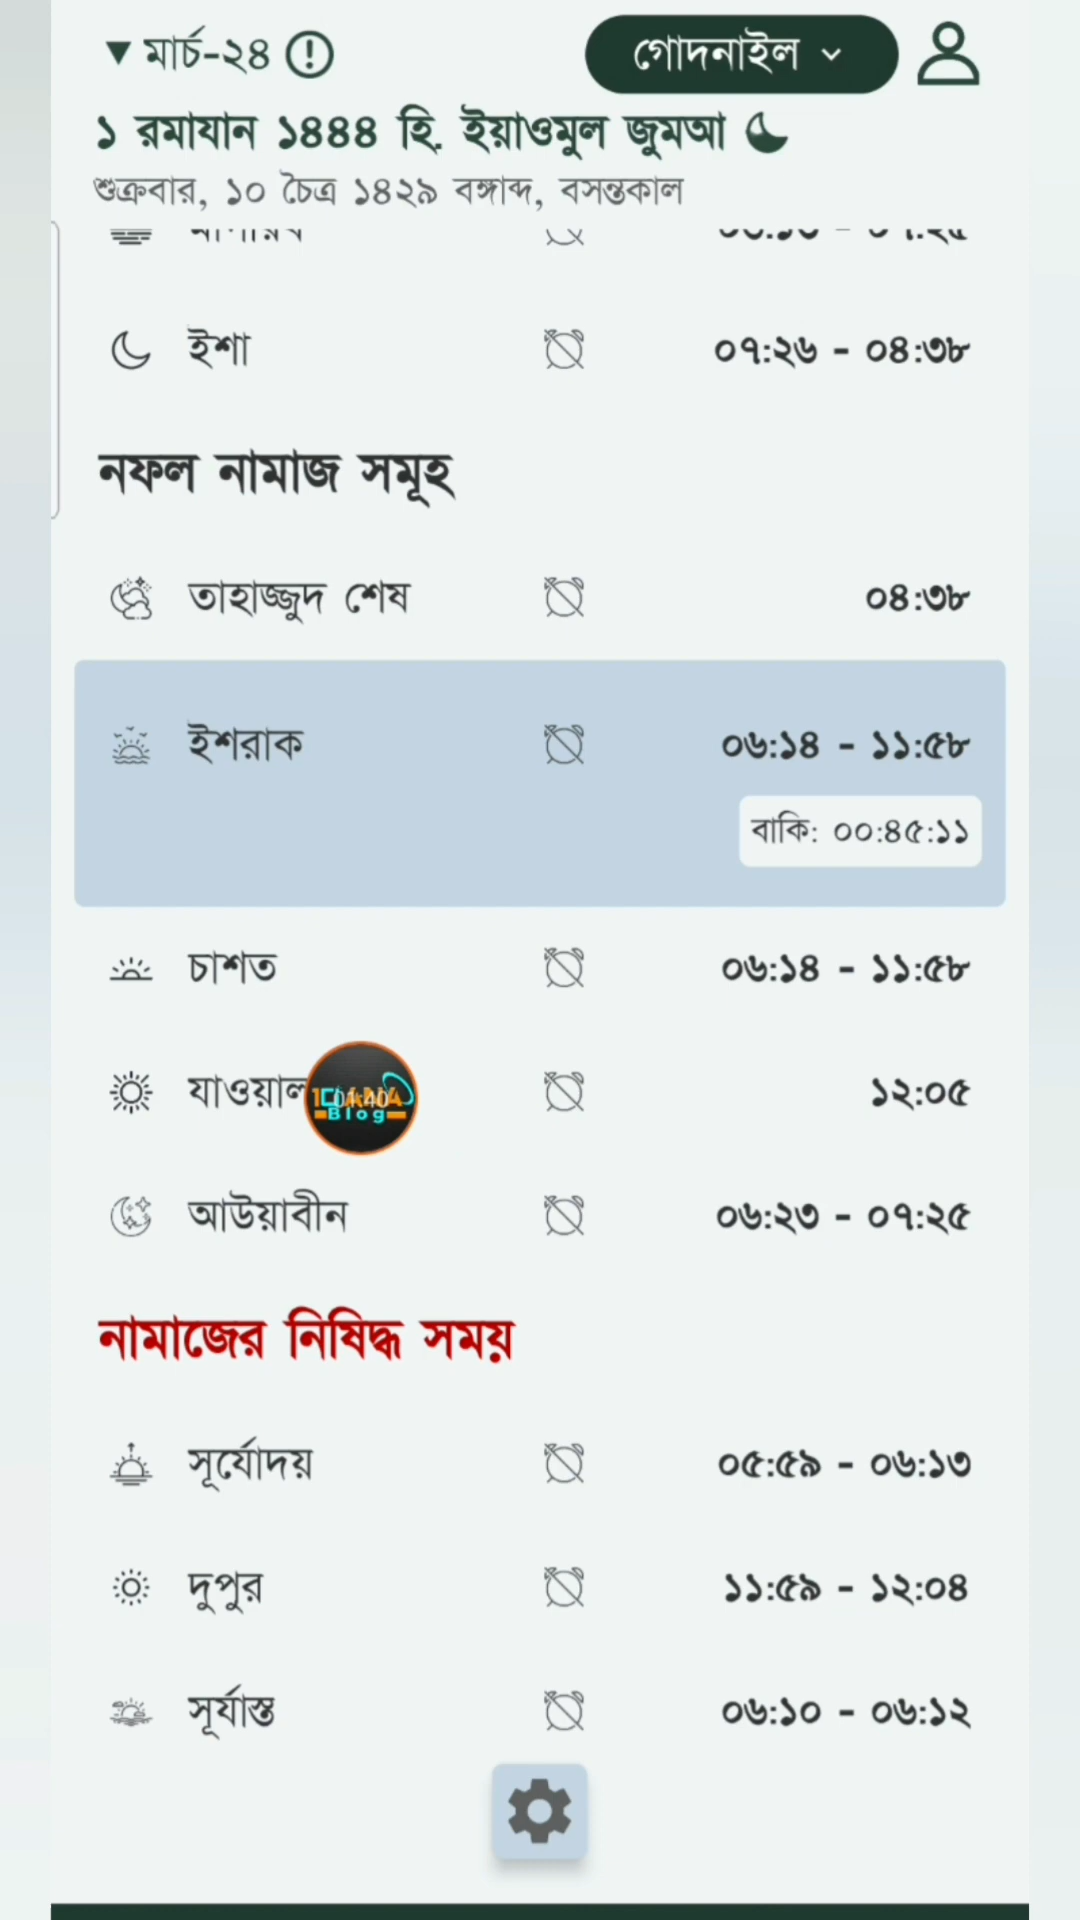 ▼ মার্চ-২৪ গোদনাইল
১ রমাযান ১৪৪৪ হি. ইয়াওমুল জুমআ
শুক্রবার, ১০ চৈত্র ১৪২৯ বঙ্গাব্দ, বসন্তকাল
ইশা ০৭:২৬ - ০৪:৩৮
নফল নামাজ সমূহ
তাহাজ্জুদ শেষ ০৪:৩৮
ইশরাক ০৬:১৪ - ১১:৫৮
বাকি: ০০:৪৫:১১
চাশত ০৬:১৪ - ১১:৫৮
যাওয়াল ১২:০৫
01:40
Blog
আউয়াবীন ০৬:২৩ - ০৭:২৫
নামাজের নিষিদ্ধ সময়
সূর্যোদয় ০৫:৫৯ - ০৬:১৩
দুপুর ১১:৫৯ - ১২:০৪
সূর্যাস্ত ০৬:১০ - ০৬:১২